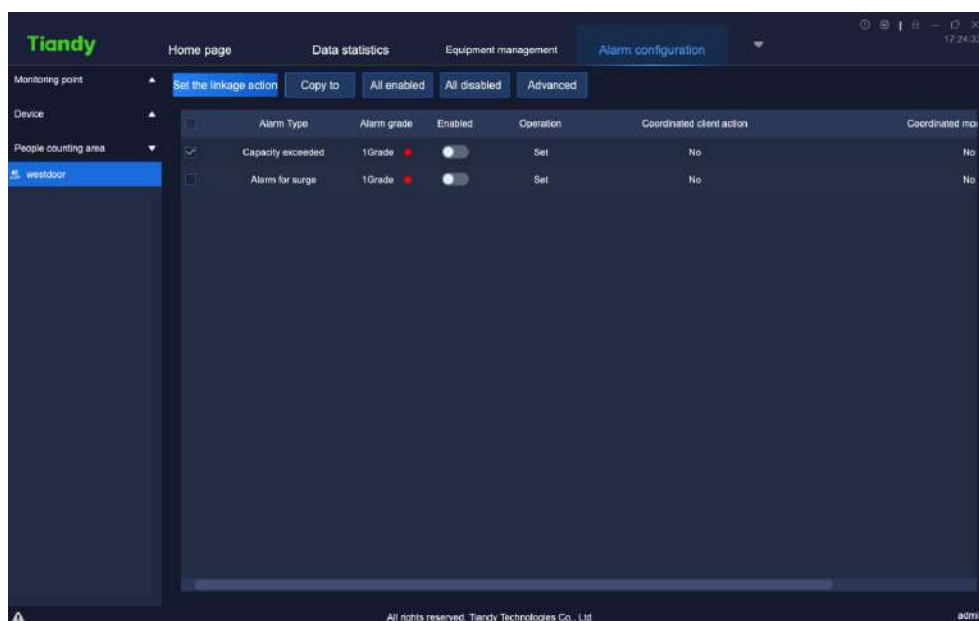 Tiandy
Home page
Data statistics
Equipment management
Alarm configuration
Monitoring point
Device
People counting area
westdoor
Set the linkage action
Copy to
All enabled
All disabled
Advanced
Alarm Type Alarm grade Enabled Operation Coordinated client action Coordinated
Capacity exceeded 1Grade Set No No
Alarm for surge 1Grade Set No No
All rights reserved. Tiandy Technologies Co., Ltd